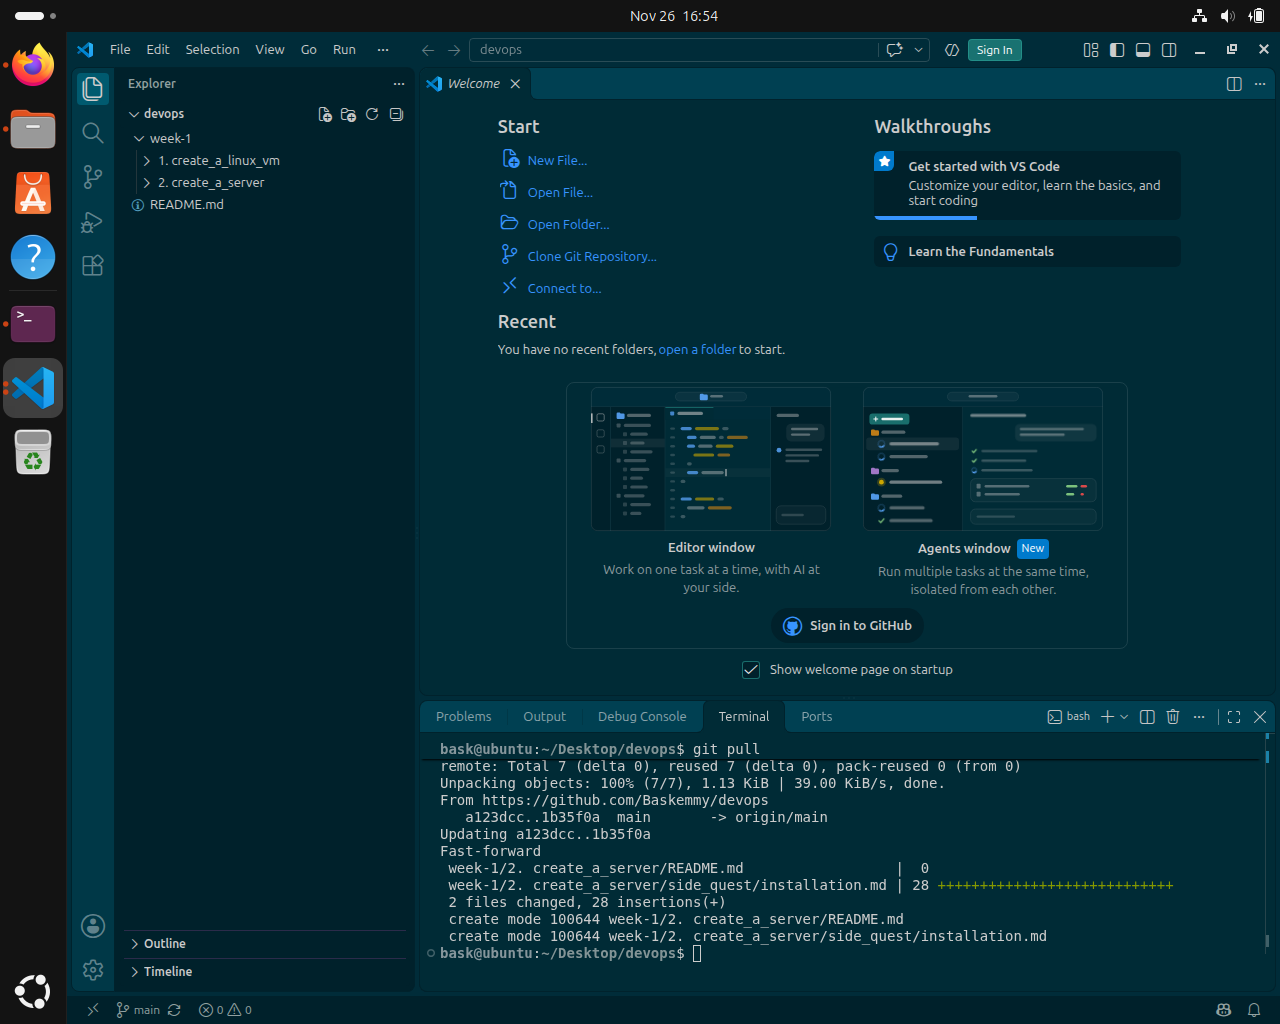 Nov 26 16:54
File Edit Selection View Go Run
devops
Sign In
Explorer
devops
week-1
1. create_a_linux_vm
2. create_a_server
README.md
Outline
Timeline
Welcome
Start
New File...
Open File...
Open Folder...
Clone Git Repository...
Connect to...
Recent
You have no recent folders, open a folder to start.
Walkthroughs
Get started with VS Code
Customize your editor, learn the basics, and
start coding
Learn the Fundamentals
Editor window
Work on one task at a time, with AI at
your side.
Agents window New
Run multiple tasks at the same time,
isolated from each other.
Sign in to GitHub
Show welcome page on startup
Problems Output Debug Console Terminal Ports
bash
bask@ubuntu:~/Desktop/devops$ git pull
remote: Total 7 (delta 0), reused 7 (delta 0), pack-reused 0 (from 0)
Unpacking objects: 100% (7/7), 1.13 KiB | 39.00 KiB/s, done.
From https://github.com/Baskemmy/devops
   a123dcc..1b35f0a  main       -> origin/main
Updating a123dcc..1b35f0a
Fast-forward
 week-1/2. create_a_server/README.md                  |  0
 week-1/2. create_a_server/side_quest/installation.md | 28 ++++++++++++++++++++++++++++
 2 files changed, 28 insertions(+)
 create mode 100644 week-1/2. create_a_server/README.md
 create mode 100644 week-1/2. create_a_server/side_quest/installation.md
bask@ubuntu:~/Desktop/devops$
main 0 0